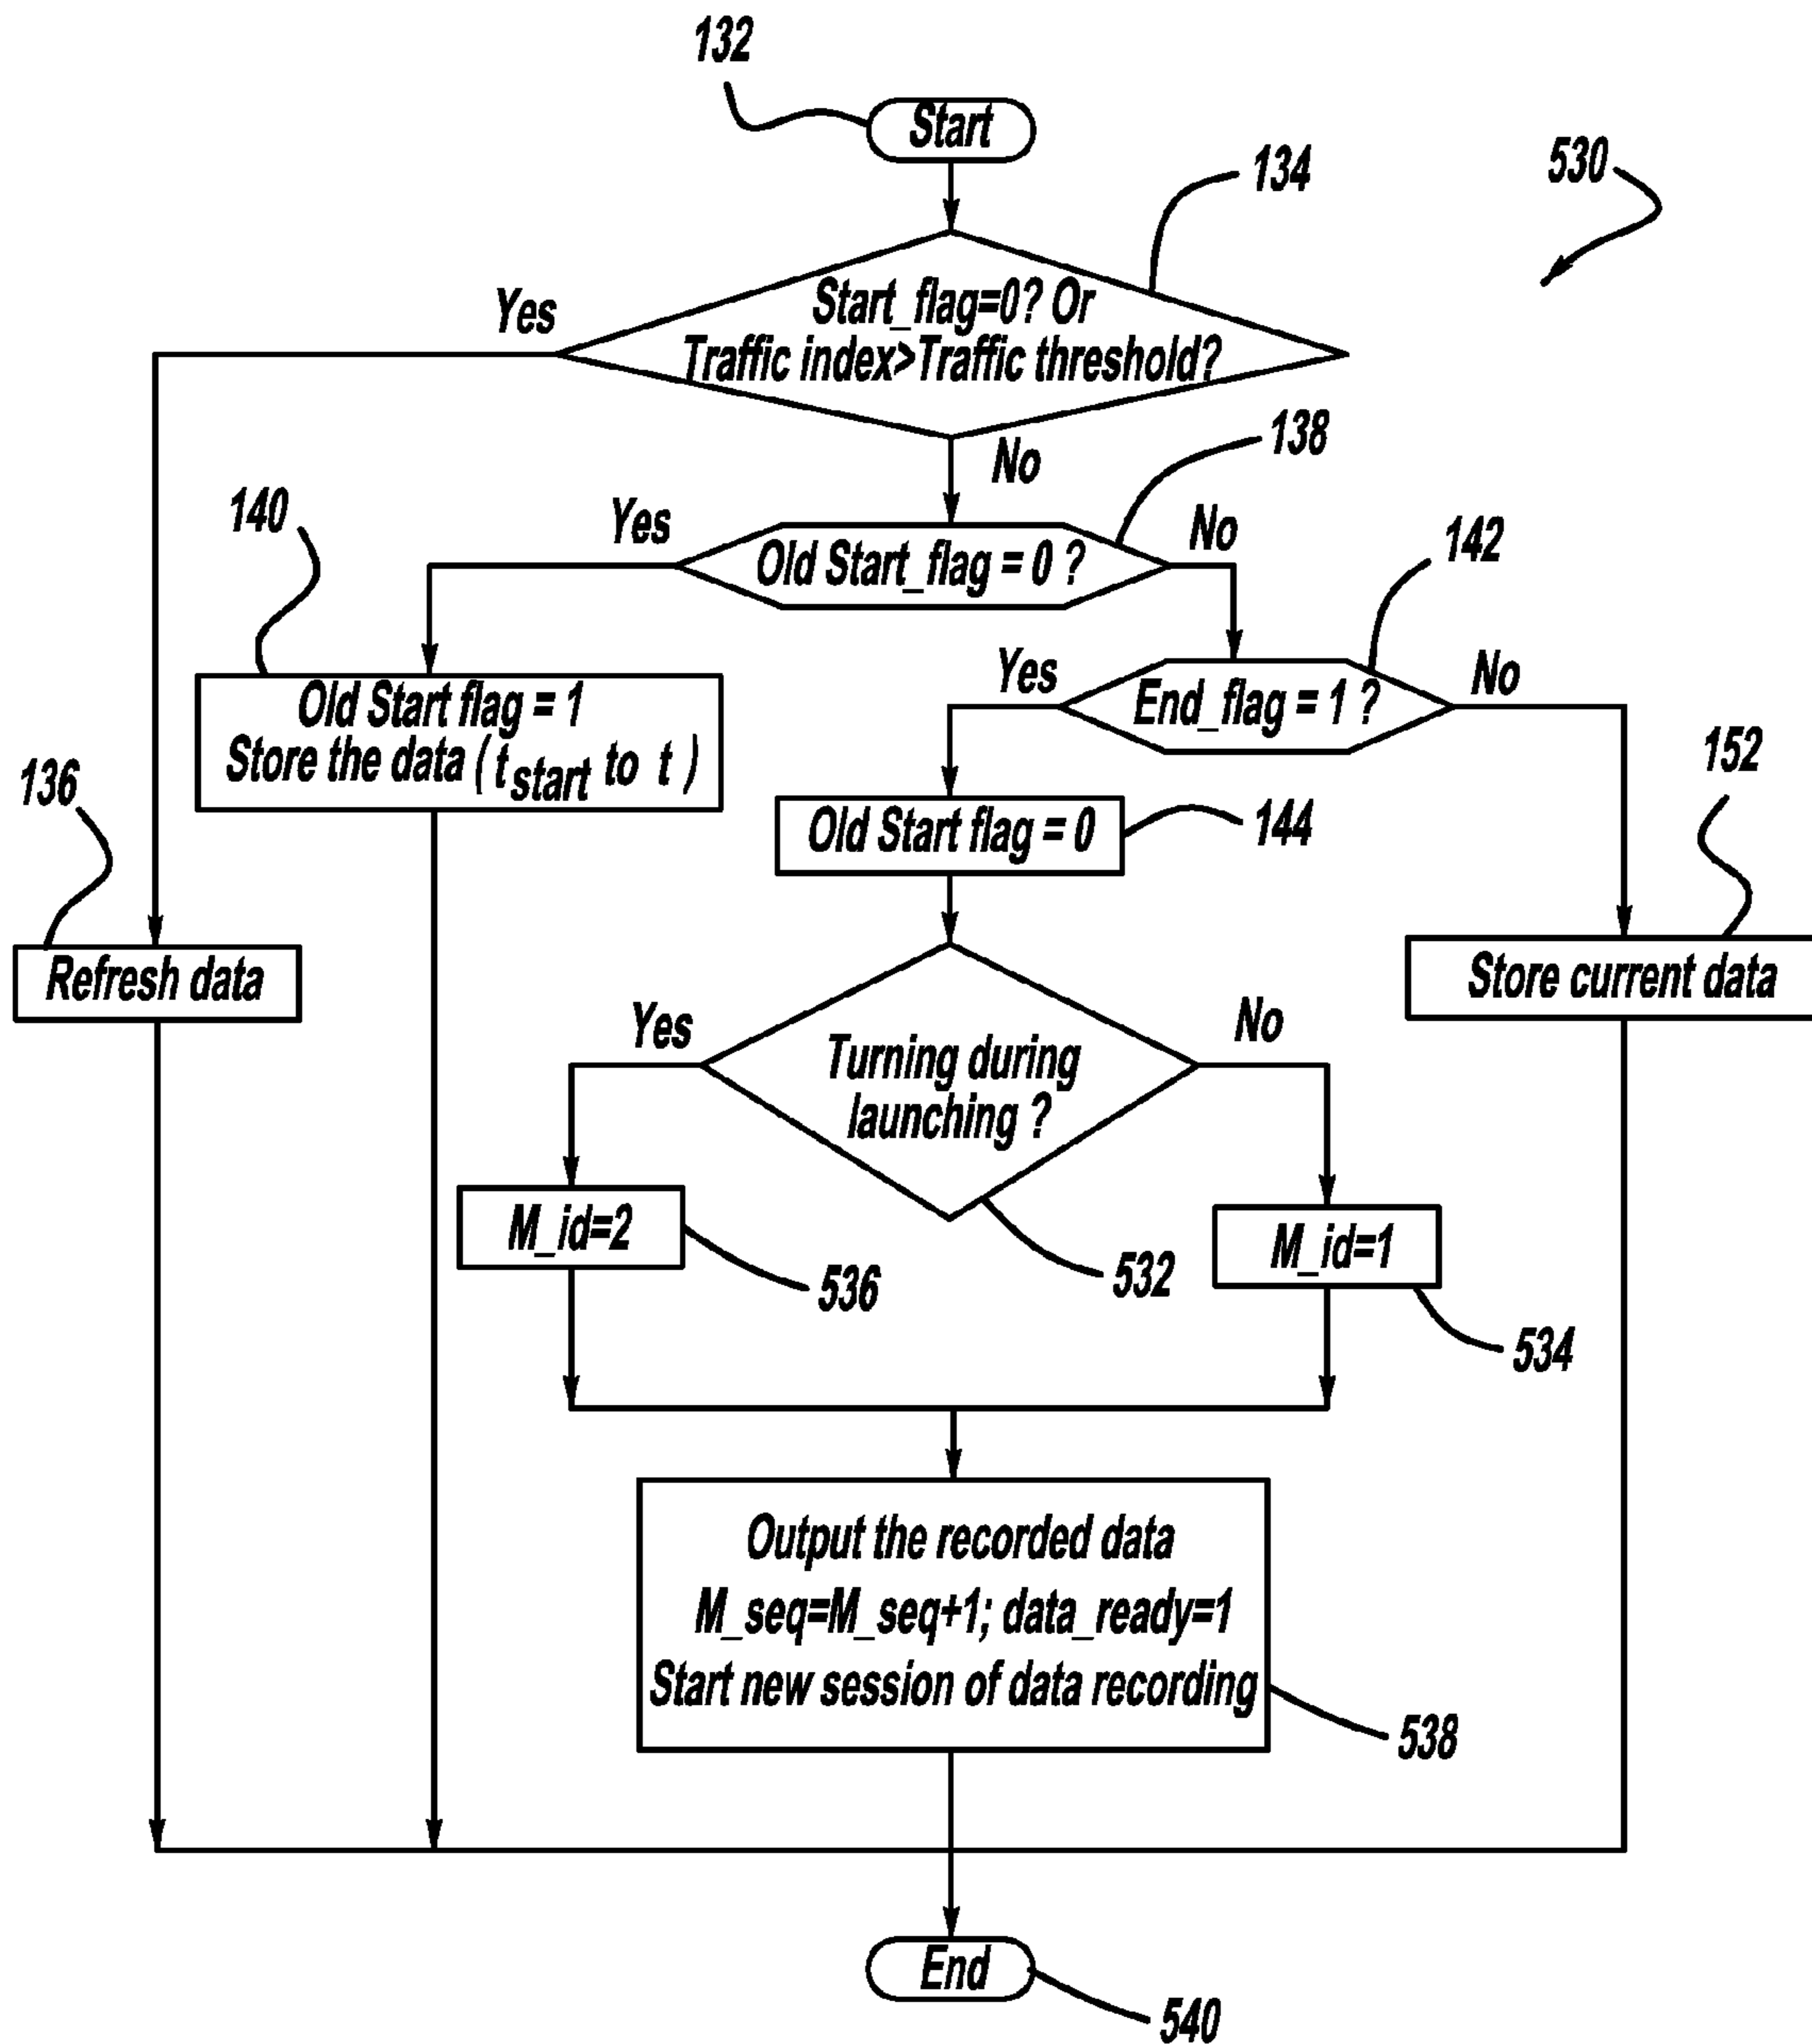 132
Start
134
530
Start_flag=0? Or
Traffic index>Traffic threshold?
Yes
No
138
140
Yes
Old Start_flag = 0 ?
No
142
Old Start flag = 1
Store the data ( tstart to t )
Yes
End_flag = 1 ?
No
136
152
Old Start flag = 0
144
Refresh data
Store current data
Yes
Turning during
launching ?
No
M_id=2
536
532
M_id=1
534
Output the recorded data
M_seq=M_seq+1; data_ready=1
Start new session of data recording
538
End
540